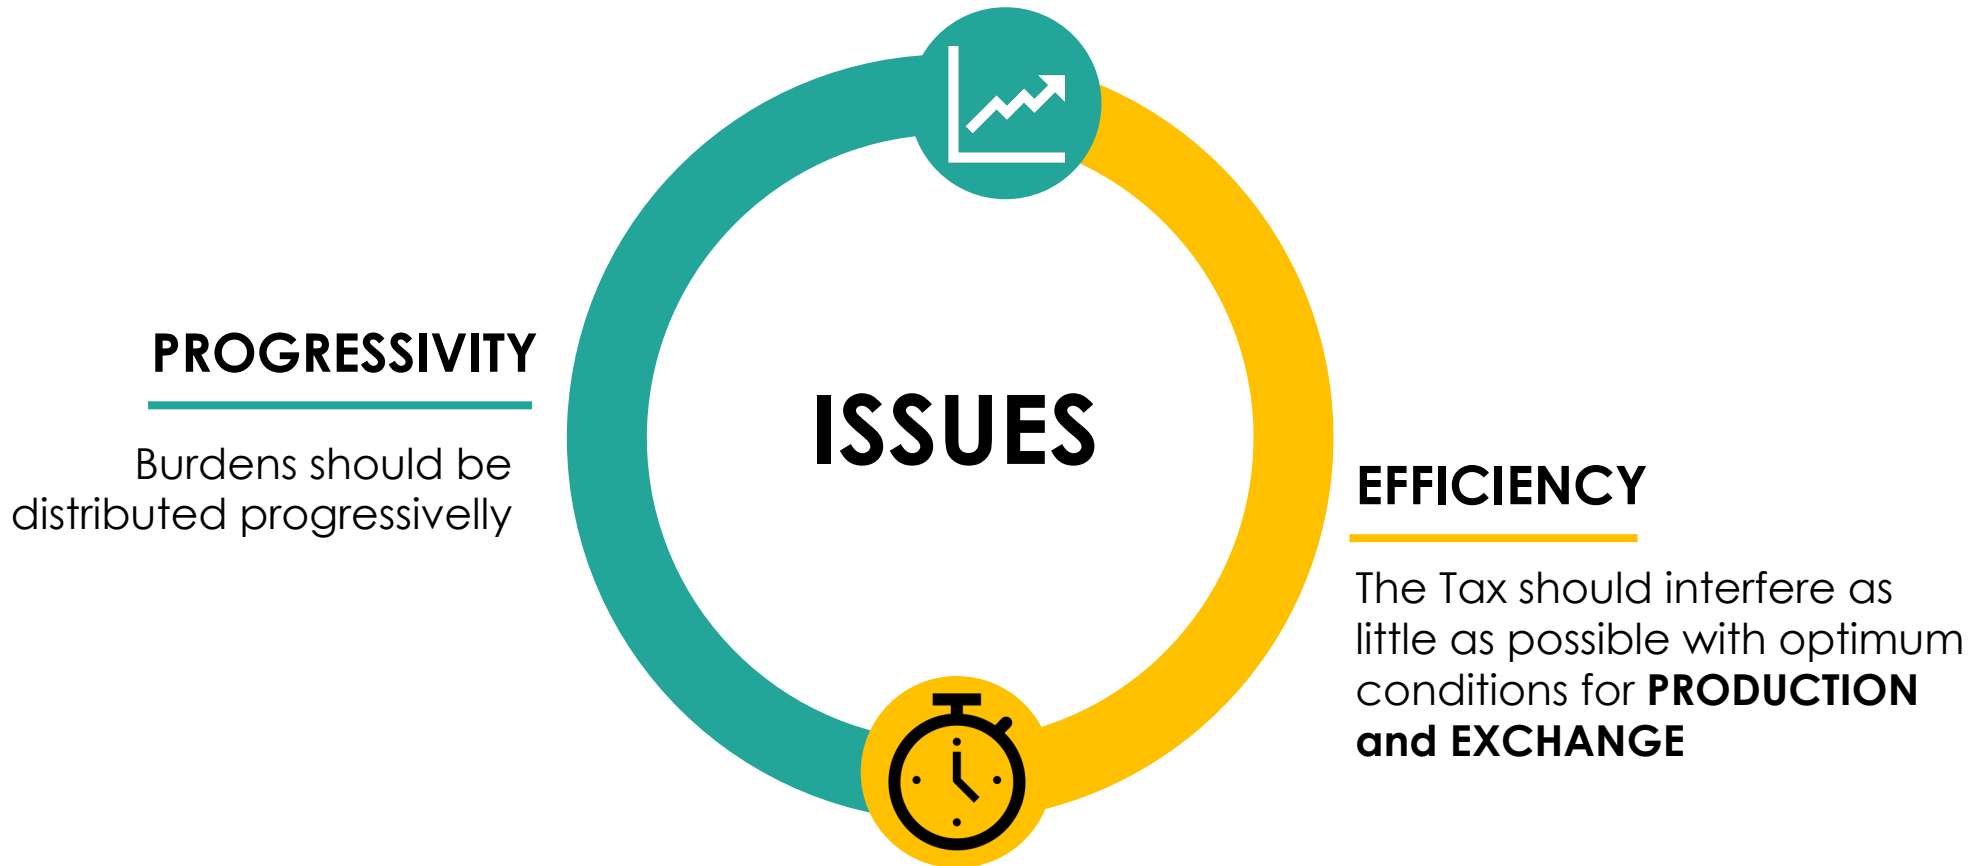 PROGRESSIVITY
Burdens should be
distributed progressivelly
ISSUES
EFFICIENCY
The Tax should interfere as
little as possible with optimum
conditions for PRODUCTION
and EXCHANGE